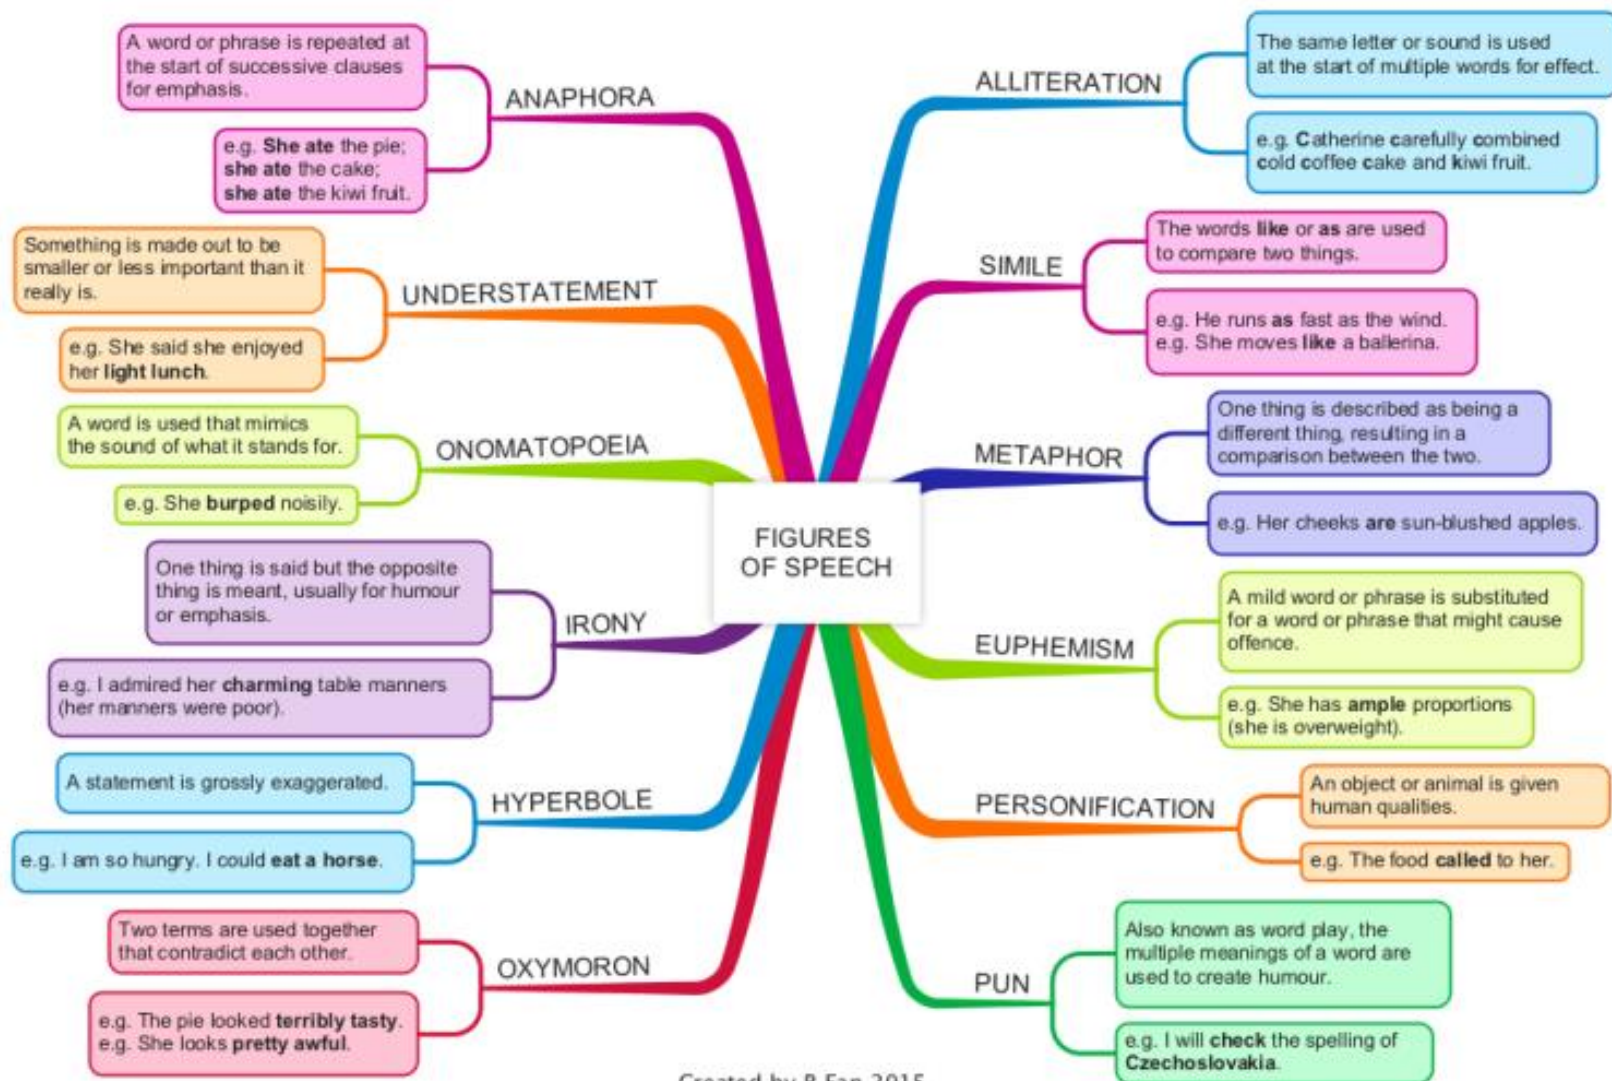 FIGURES
OF SPEECH
ANAPHORA
A word or phrase is repeated at
the start of successive clauses
for emphasis.
e.g. She ate the pie;
she ate the cake;
she ate the kiwi fruit.
UNDERSTATEMENT
Something is made out to be
smaller or less important than it
really is.
e.g. She said she enjoyed
her light lunch.
ONOMATOPOEIA
A word is used that mimics
the sound of what it stands for.
e.g. She burped noisily.
IRONY
One thing is said but the opposite
thing is meant, usually for humour
or emphasis.
e.g. I admired her charming table manners
(her manners were poor).
HYPERBOLE
A statement is grossly exaggerated.
e.g. I am so hungry. I could eat a horse.
OXYMORON
Two terms are used together
that contradict each other.
e.g. The pie looked terribly tasty.
e.g. She looks pretty awful.
ALLITERATION
The same letter or sound is used
at the start of multiple words for effect.
e.g. Catherine carefully combined
cold coffee cake and kiwi fruit.
SIMILE
The words like or as are used
to compare two things.
e.g. He runs as fast as the wind.
e.g. She moves like a ballerina.
METAPHOR
One thing is described as being a
different thing, resulting in a
comparison between the two.
e.g. Her cheeks are sun-blushed apples.
EUPHEMISM
A mild word or phrase is substituted
for a word or phrase that might cause
offence.
e.g. She has ample proportions
(she is overweight).
PERSONIFICATION
An object or animal is given
human qualities.
e.g. The food called to her.
PUN
Also known as word play, the
multiple meanings of a word are
used to create humour.
e.g. I will check the spelling of
Czechoslovakia.
Created by
2015